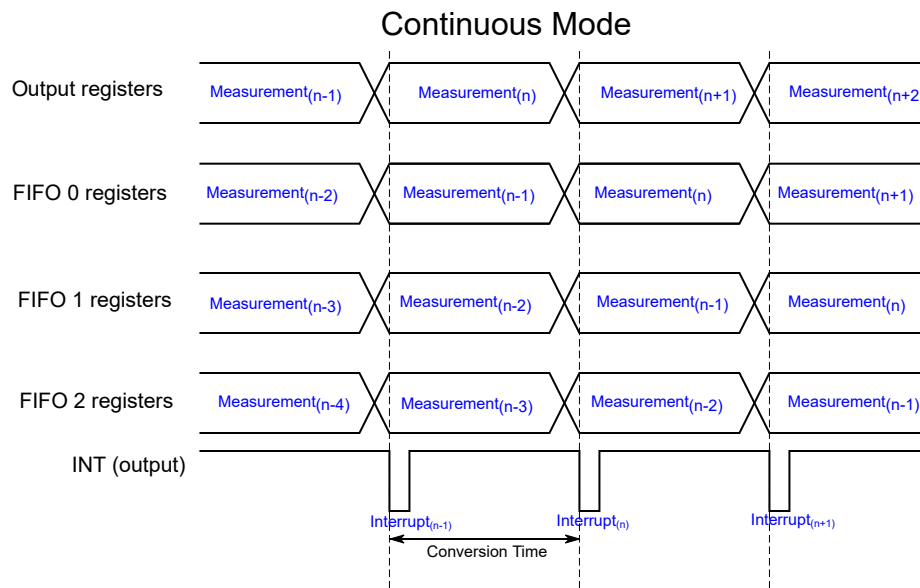 Continuous Mode
Output registers Measurement(n-1) Measurement(n) Measurement(n+1) Measurement(n+2
FIFO 0 registers Measurement(n-2) Measurement(n-1) Measurement(n) Measurement(n+1)
FIFO 1 registers Measurement(n-3) Measurement(n-2) Measurement(n-1) Measurement(n)
FIFO 2 registers Measurement(n-4) Measurement(n-3) Measurement(n-2) Measurement(n-1)
INT (output)
Interrupt(n-1) Interrupt(n) Interrupt(n+1)
Conversion Time